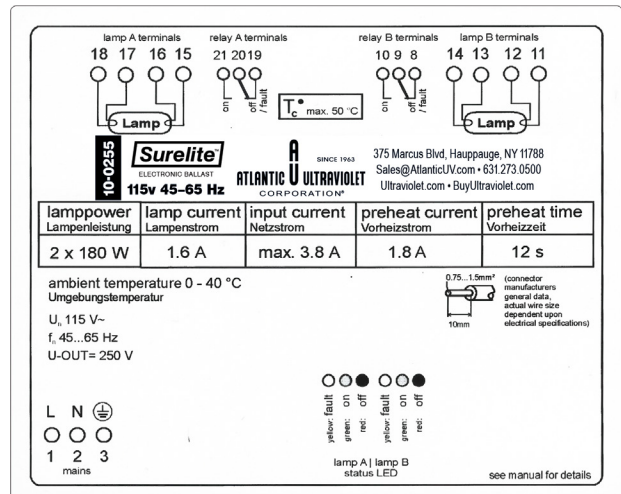 lamp A terminals relay A terminals relay B terminals lamp B terminals
18 17 16 15 21 20 19 10 9 8 14 13 12 11
on off / fault on off / fault
Tc max. 50 °C
Lamp Lamp
10-0255
Surelite
ELECTRONIC BALLAST
115v 45–65 Hz
AUV
SINCE 1963
ATLANTIC ULTRAVIOLET
CORPORATION®
375 Marcus Blvd, Hauppauge, NY 11788
Sales@AtlanticUV.com • 631.273.0500
Ultraviolet.com • BuyUltraviolet.com
lamppower lamp current input current preheat current preheat time
Lampenleistung Lampenstrom Netzstrom Vorheizstrom Vorheizzeit
2 x 180 W 1.6 A max. 3.8 A 1.8 A 12 s
ambient temperature 0 - 40 °C
Umgebungstemperatur
Un 115 V~
fn 45...65 Hz
U-OUT= 250 V
0.75...1.5mm²
10mm
(connector
manufacturers
general data,
actual wire size
dependent upon
electrical specifications)
L N
1 2 3
mains
yellow: fault green: on red: off yellow: fault green: on red: off
lamp A | lamp B
status LED
see manual for details